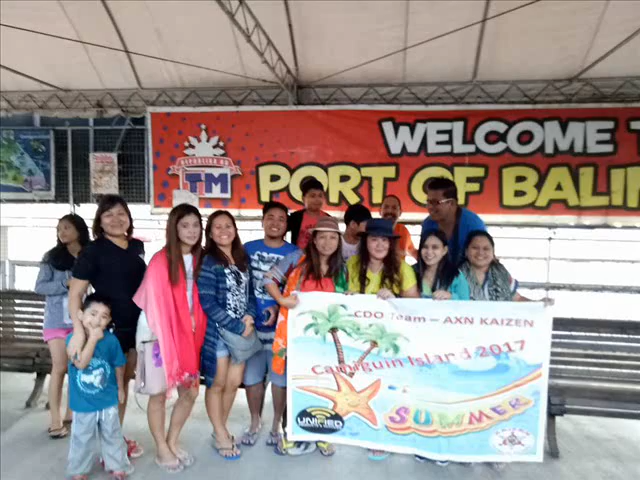 WELCOME T
REPUBLIKA NG
TM
PORT OF BALI
CDO Team - AXN KAIZEN
Camiguin Island 2017
SUMMER
UNIFIED